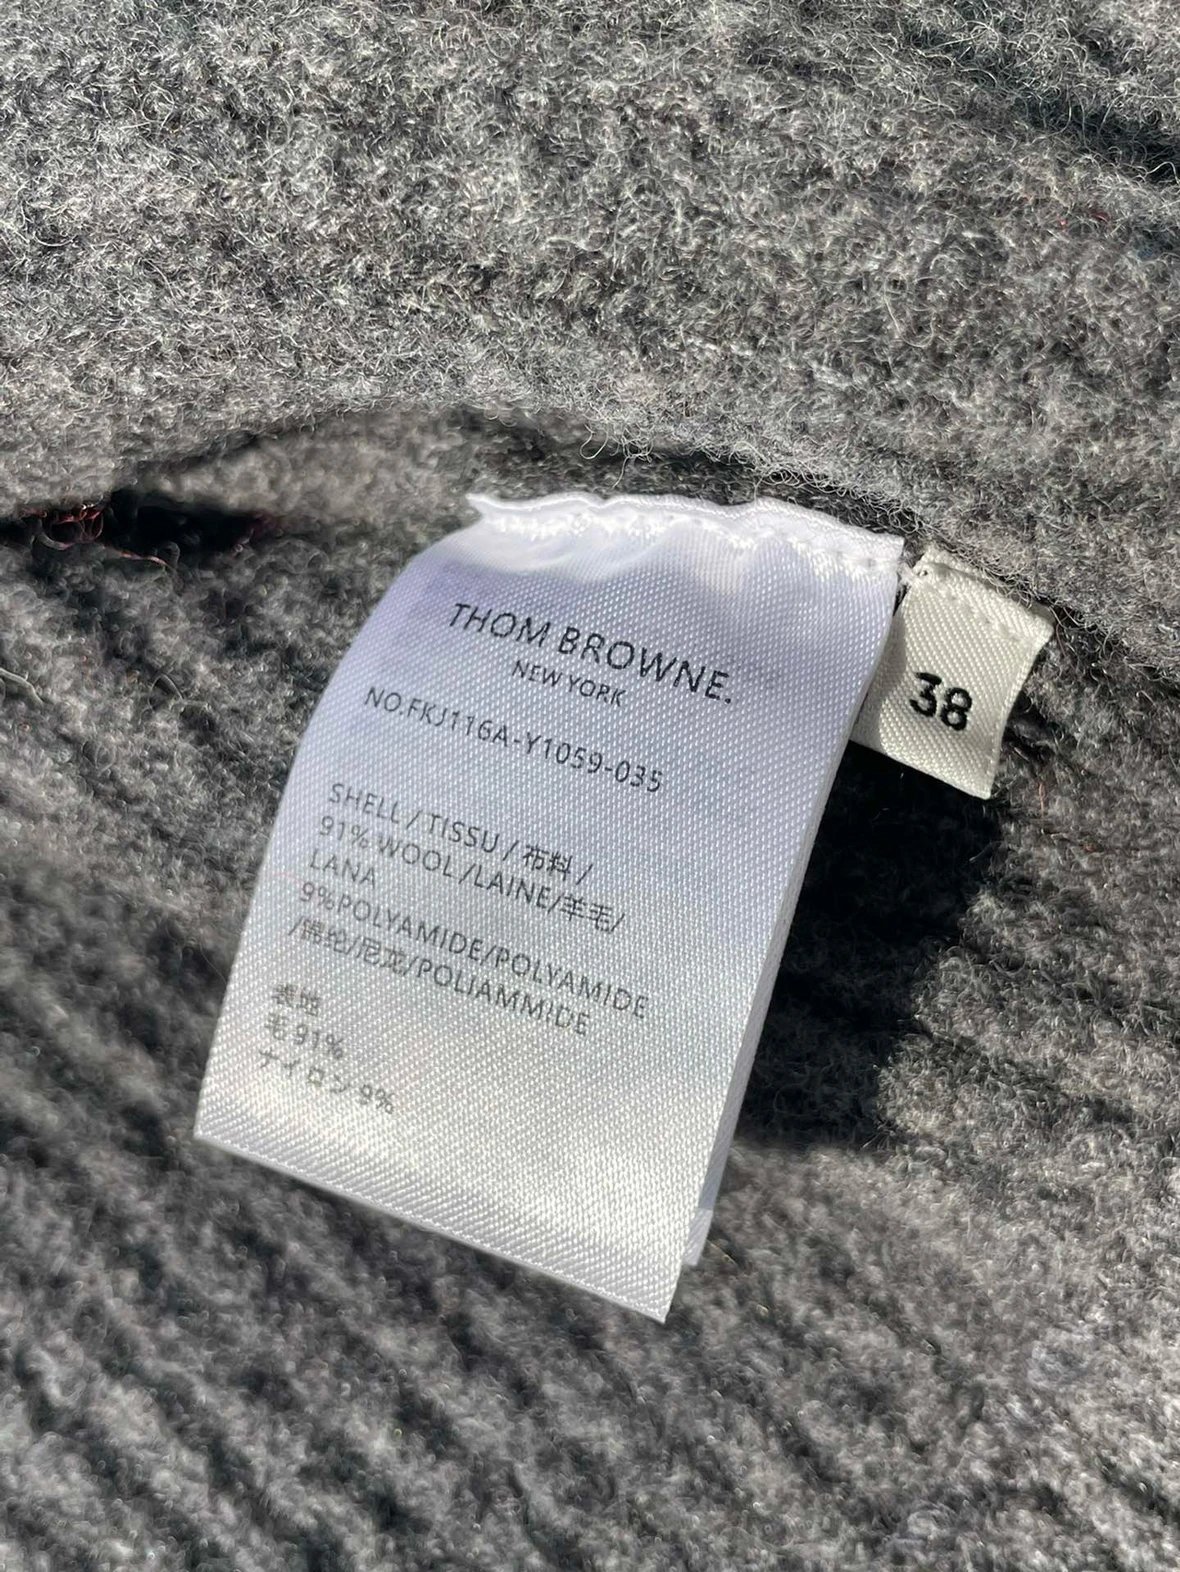 THOM BROWNE.
NEW YORK
NO.FKJ116A-Y1059-035
SHELL / TISSU / 布料 /
91% WOOL/LAINE/羊毛/
LANA
9%POLYAMIDE/POLYAMIDE
/锦纶/尼龙/POLIAMMIDE
表地
毛 91%
ナイロン 9%
38